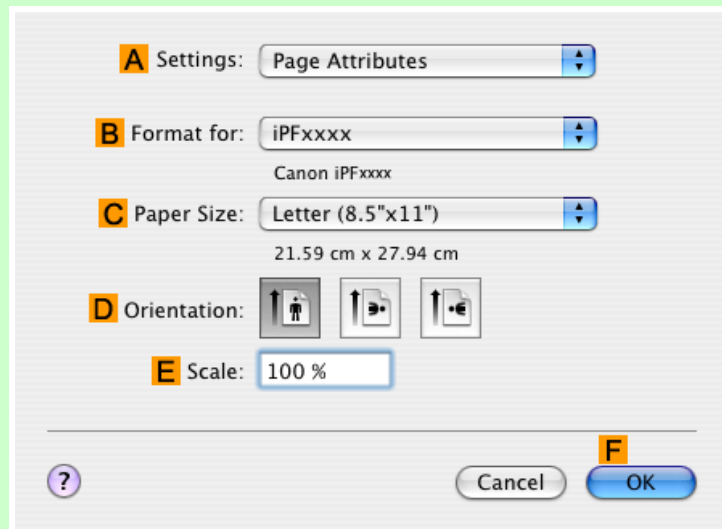 A Settings: Page Attributes
B Format for: iPFxxxx
Canon iPFxxxx
C Paper Size: Letter (8.5"x11")
21.59 cm x 27.94 cm
D Orientation:
E Scale: 100 %
F
? Cancel OK